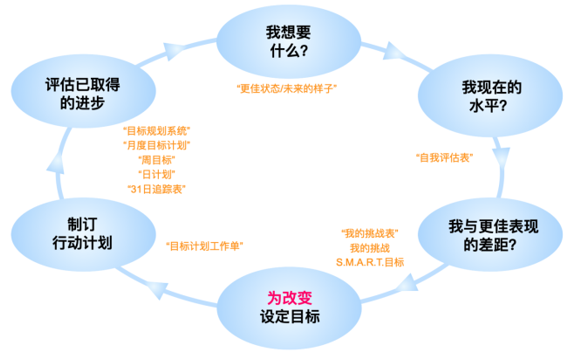 我想要
什么？
“更佳状态/未来的样子”
我现在的
水平？
“自我评估表”
我与更佳表现
的差距？
“我的挑战表”
我的挑战
S.M.A.R.T.目标
为改变
设定目标
“目标计划工作单”
制订
行动计划
“目标规划系统”
“月度目标计划”
“周目标”
“日计划”
“31日追踪表”
评估已取得
的进步